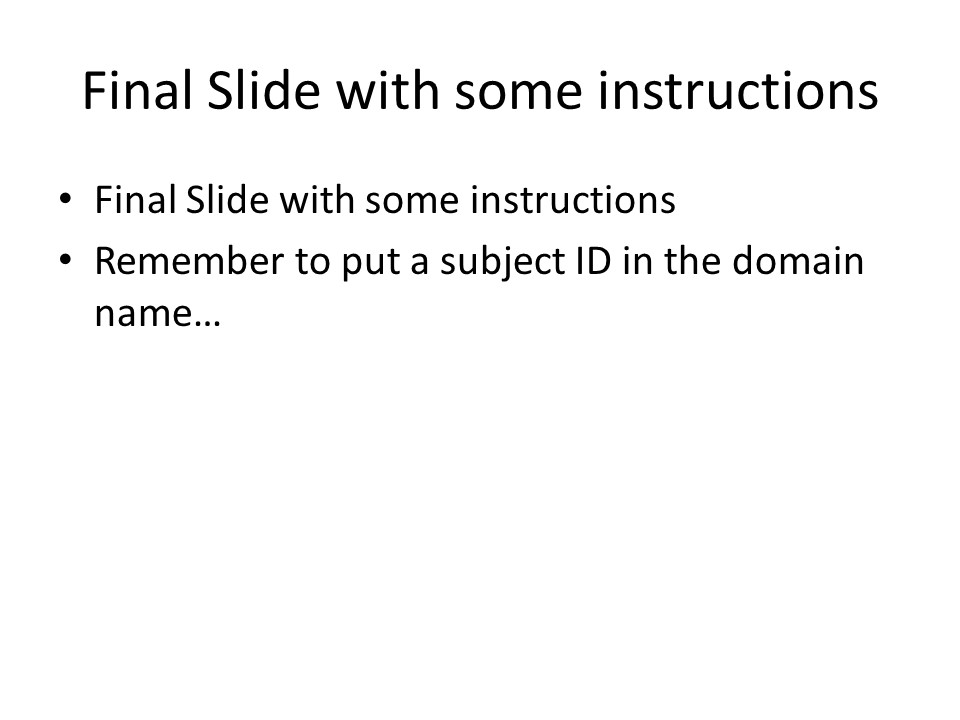 Final Slide with some instructions
• Final Slide with some instructions
• Remember to put a subject ID in the domain
name…